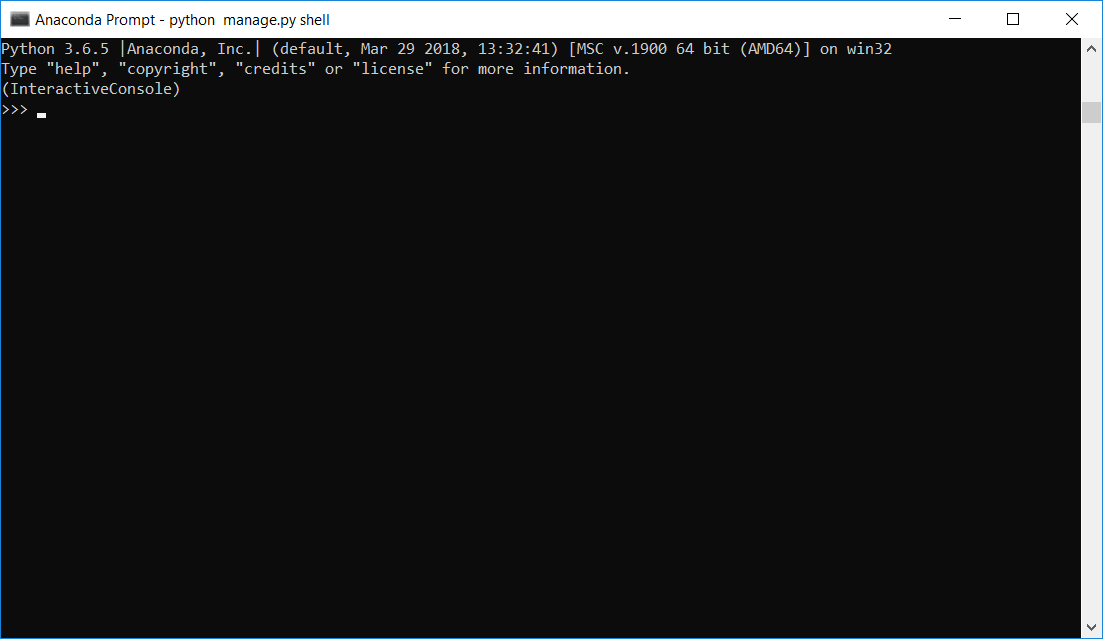 Anaconda Prompt - python  manage.py shell
Python 3.6.5 |Anaconda, Inc.| (default, Mar 29 2018, 13:32:41) [MSC v.1900 64 bit (AMD64)] on win32
Type "help", "copyright", "credits" or "license" for more information.
(InteractiveConsole)
>>>